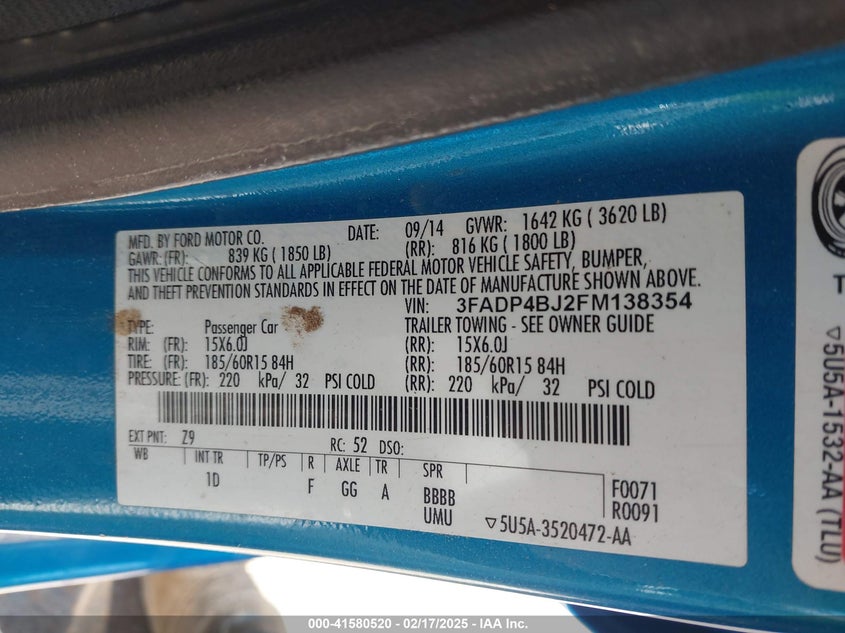 MFD. BY FORD MOTOR CO.
DATE: 09/14 GVWR: 1642 KG ( 3620 LB)
GAWR: (FR): 839 KG ( 1850 LB) (RR): 816 KG ( 1800 LB)
THIS VEHICLE CONFORMS TO ALL APPLICABLE FEDERAL MOTOR VEHICLE SAFETY, BUMPER,
AND THEFT PREVENTION STANDARDS IN EFFECT ON THE DATE OF MANUFACTURE SHOWN ABOVE.
VIN: 3FADP4BJ2FM138354
TYPE: Passenger Car TRAILER TOWING - SEE OWNER GUIDE
RIM: (FR): 15X6.0J (RR): 15X6.0J
TIRE: (FR): 185/60R15 84H (RR): 185/60R15 84H
PRESSURE: (FR): 220 kPa/ 32 PSI COLD (RR): 220 kPa/ 32 PSI COLD
EXT PNT: Z9 RC: 52 DSO:
WB INT TR TP/PS R AXLE TR SPR
1D F GG A BBBB F0071
UMU R0091
▽5U5A-3520472-AA
T
▽5U5A-1532-AA (TLU)
000-41580520 - 02/17/2025 - IAA Inc.